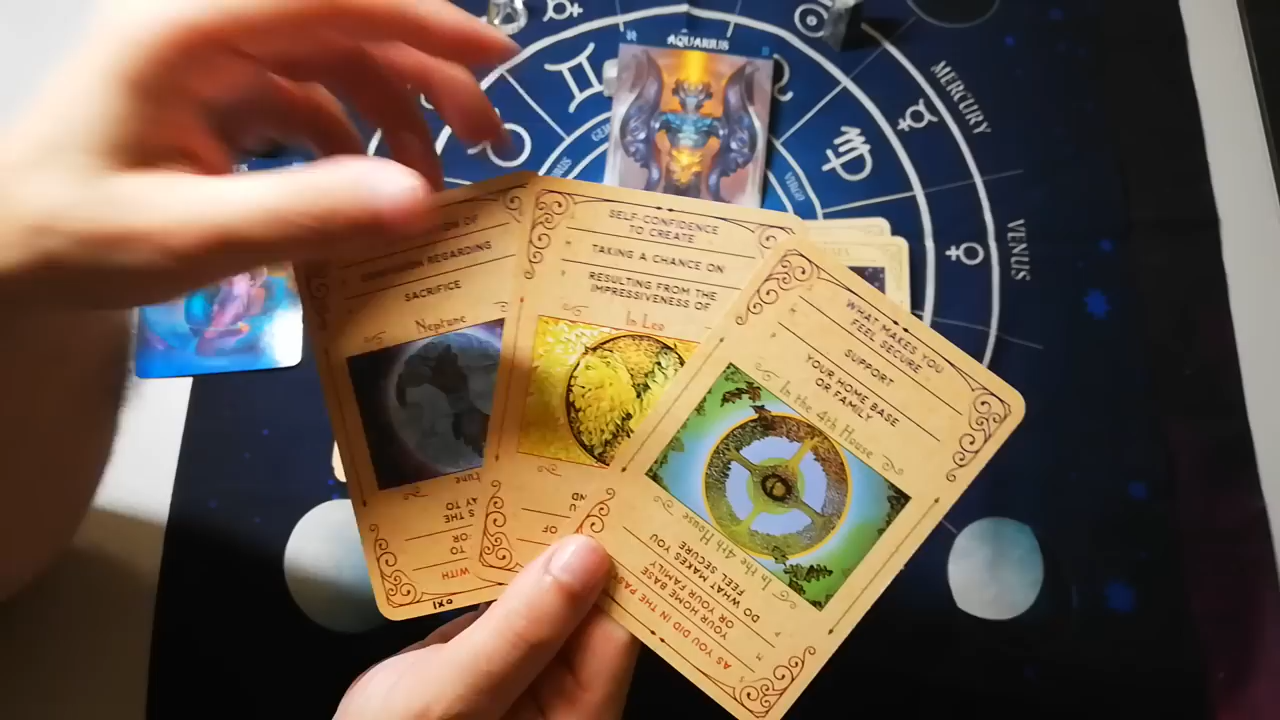 AQUARIUS
MERCURY
VENUS
VIRGO
REGARDING
SACRIFICE
Neptune
SELF-CONFIDENCE
TO CREATE
TAKING A CHANCE ON
RESULTING FROM THE
IMPRESSIVENESS OF
In Leo
WHAT MAKES YOU
FEEL SECURE
SUPPORT
YOUR HOME BASE
OR FAMILY
In the 4th House
In the 4th House
DO WHAT MAKES YOU
FEEL SECURE
YOUR HOME BASE
OR YOUR FAMILY
AS YOU DID IN THE PAST
WITH
TO
OF